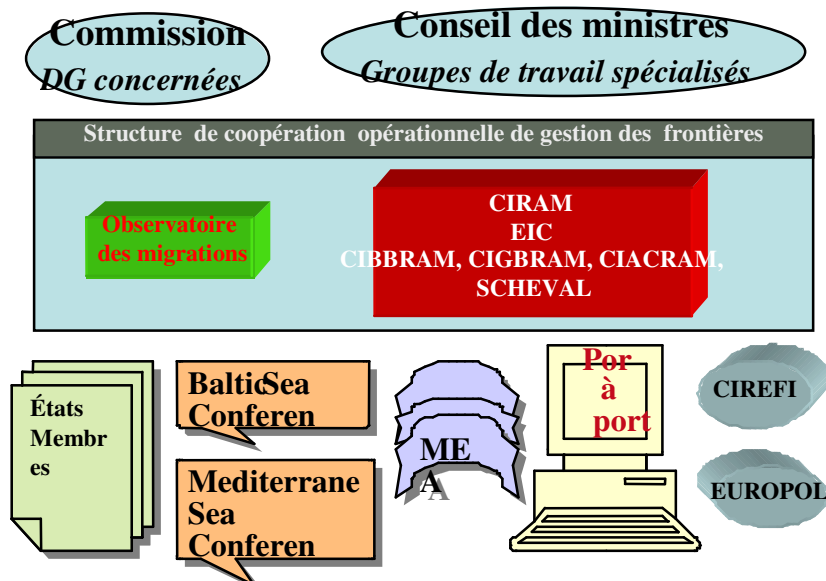 Commission
DG concernées
Conseil des ministres
Groupes de travail spécialisés
Structure de coopération opérationnelle de gestion des frontières
Observatoire
des migrations
CIRAM
EIC
CIBBRAM, CIGBRAM, CIACRAM,
SCHEVAL
États
Membr
es
Baltic Sea
Conferen
Mediterrane
Sea
Conferen
ME
A
Por
à
port
CIREFI
EUROPOL